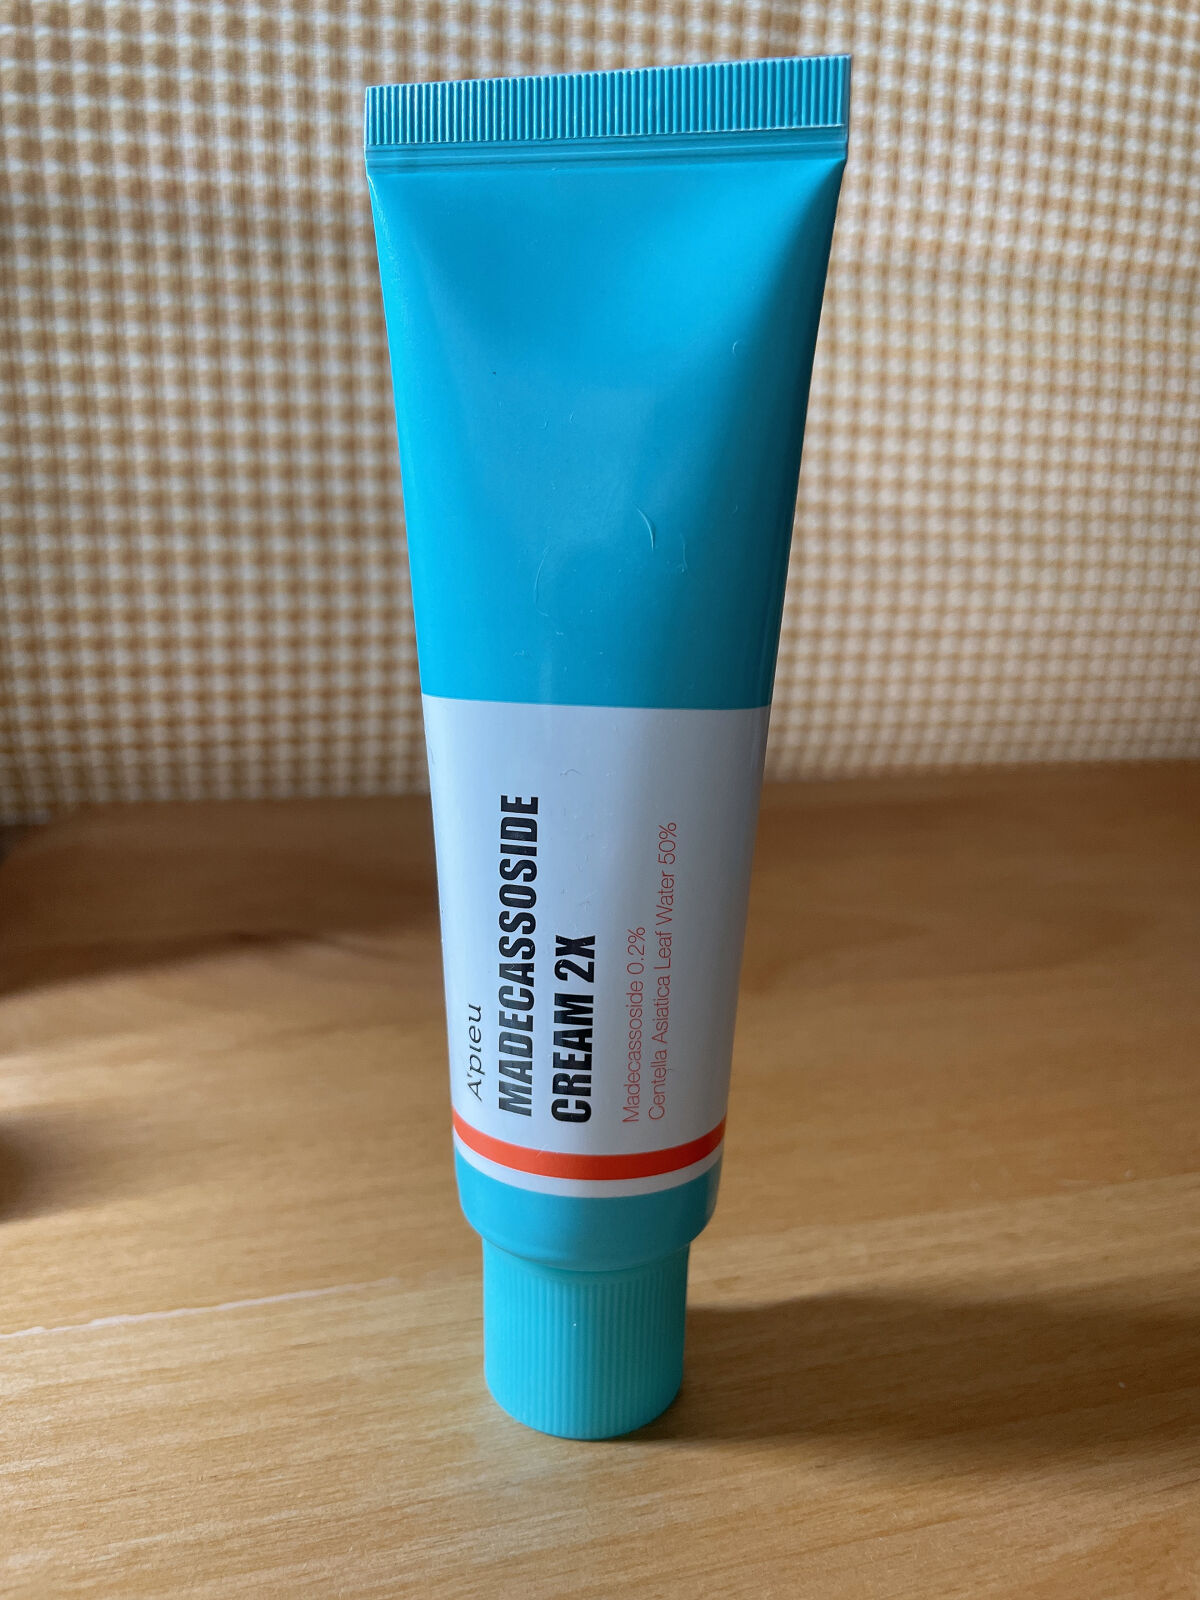 A'pieu
MADECASSOSIDE
CREAM 2X
Madecassoside 0.2%
Centella Asiatica Leaf Water 50%